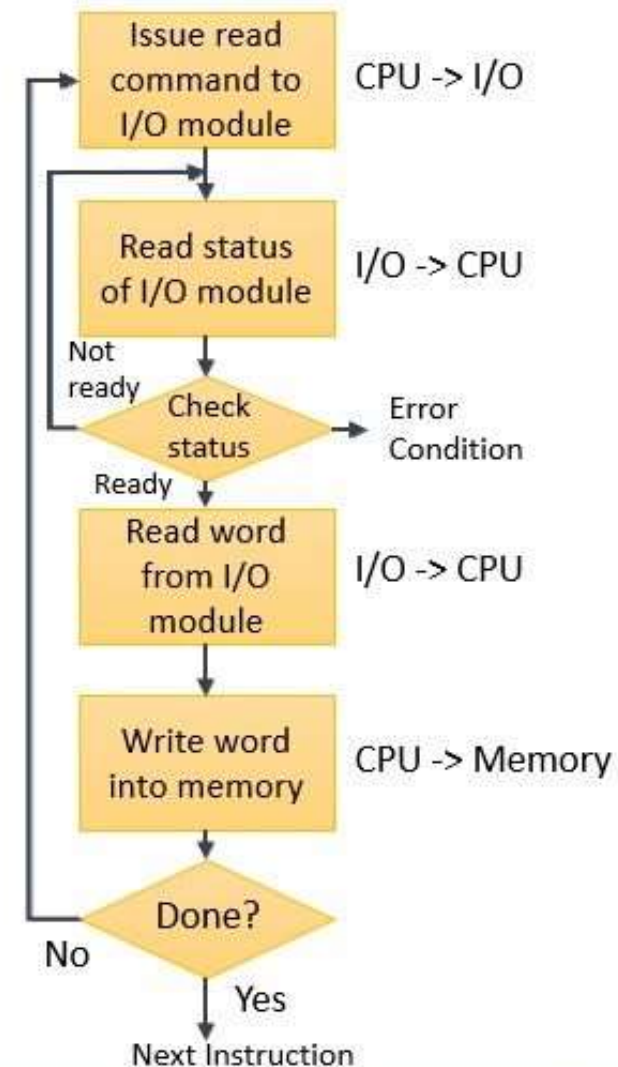 Issue read
command to
I/O module
CPU -> I/O
Read status
of I/O module
I/O -> CPU
Not
ready
Check
status
Error
Condition
Ready
Read word
from I/O
module
I/O -> CPU
Write word
into memory
CPU -> Memory
Done?
No
Yes
Next Instruction